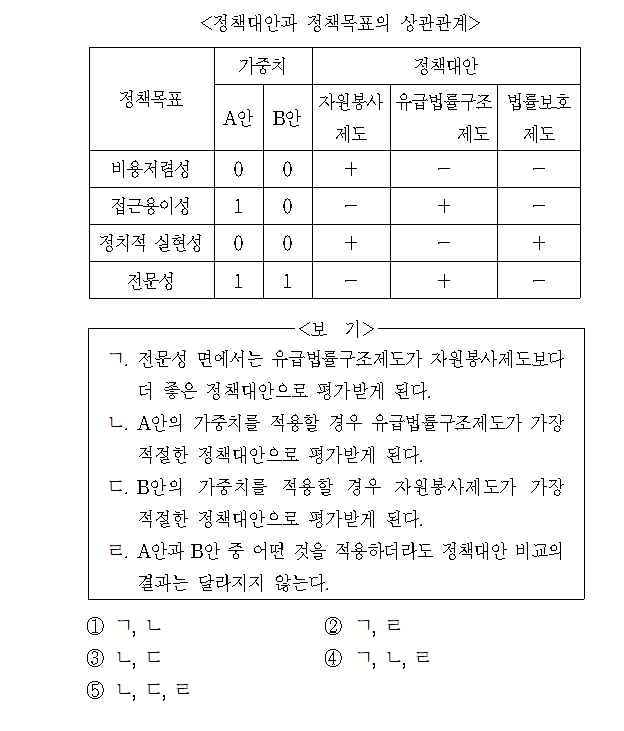 <정책대안과 정책목표의 상관관계>
정책목표 가중치 정책대안
A안 B안 자원봉사 제도 유급법률구조 제도 법률보호 제도
비용저렴성 0 0 + － －
접근용이성 1 0 － + －
정치적 실현성 0 0 + － +
전문성 1 1 － + －
<보 기>
ㄱ. 전문성 면에서는 유급법률구조제도가 자원봉사제도보다
더 좋은 정책대안으로 평가받게 된다.
ㄴ. A안의 가중치를 적용할 경우 유급법률구조제도가 가장
적절한 정책대안으로 평가받게 된다.
ㄷ. B안의 가중치를 적용할 경우 자원봉사제도가 가장
적절한 정책대안으로 평가받게 된다.
ㄹ. A안과 B안 중 어떤 것을 적용하더라도 정책대안 비교의
결과는 달라지지 않는다.
① ㄱ, ㄴ ② ㄱ, ㄹ
③ ㄴ, ㄷ ④ ㄱ, ㄴ, ㄹ
⑤ ㄴ, ㄷ, ㄹ